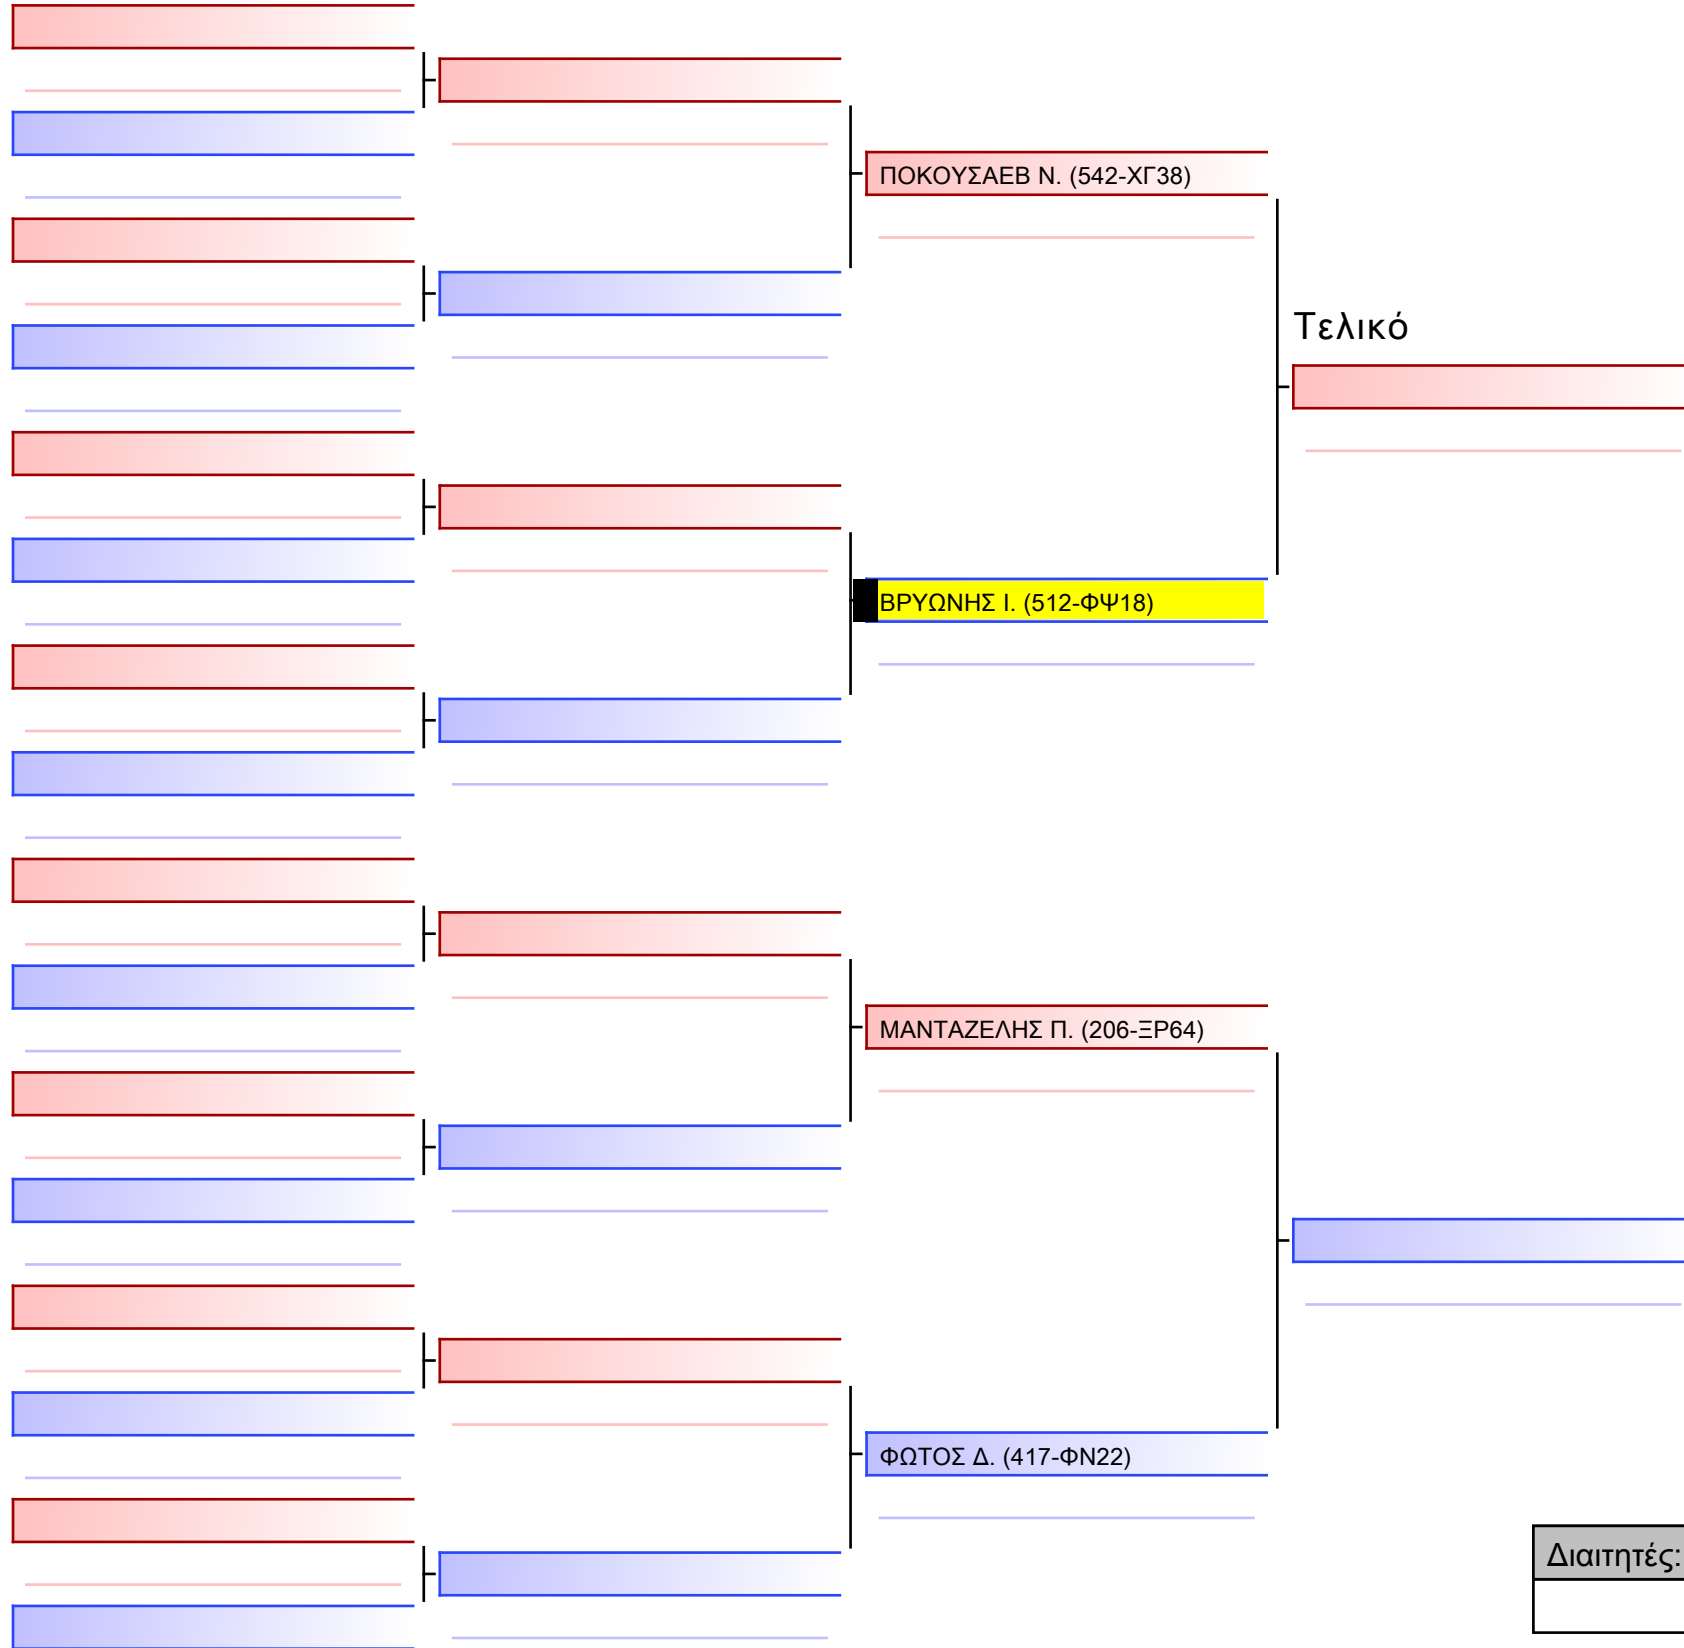 ΠΟΚΟΥΣΑΕΒ Ν. (542-ΧΓ38)
Τελικό
ΒΡΥΩΝΗΣ Ι. (512-ΦΨ18)
ΜΑΝΤΑΖΕΛΗΣ Π. (206-ΞΡ64)
ΦΩΤΟΣ Δ. (417-ΦΝ22)
Διαιτητές: